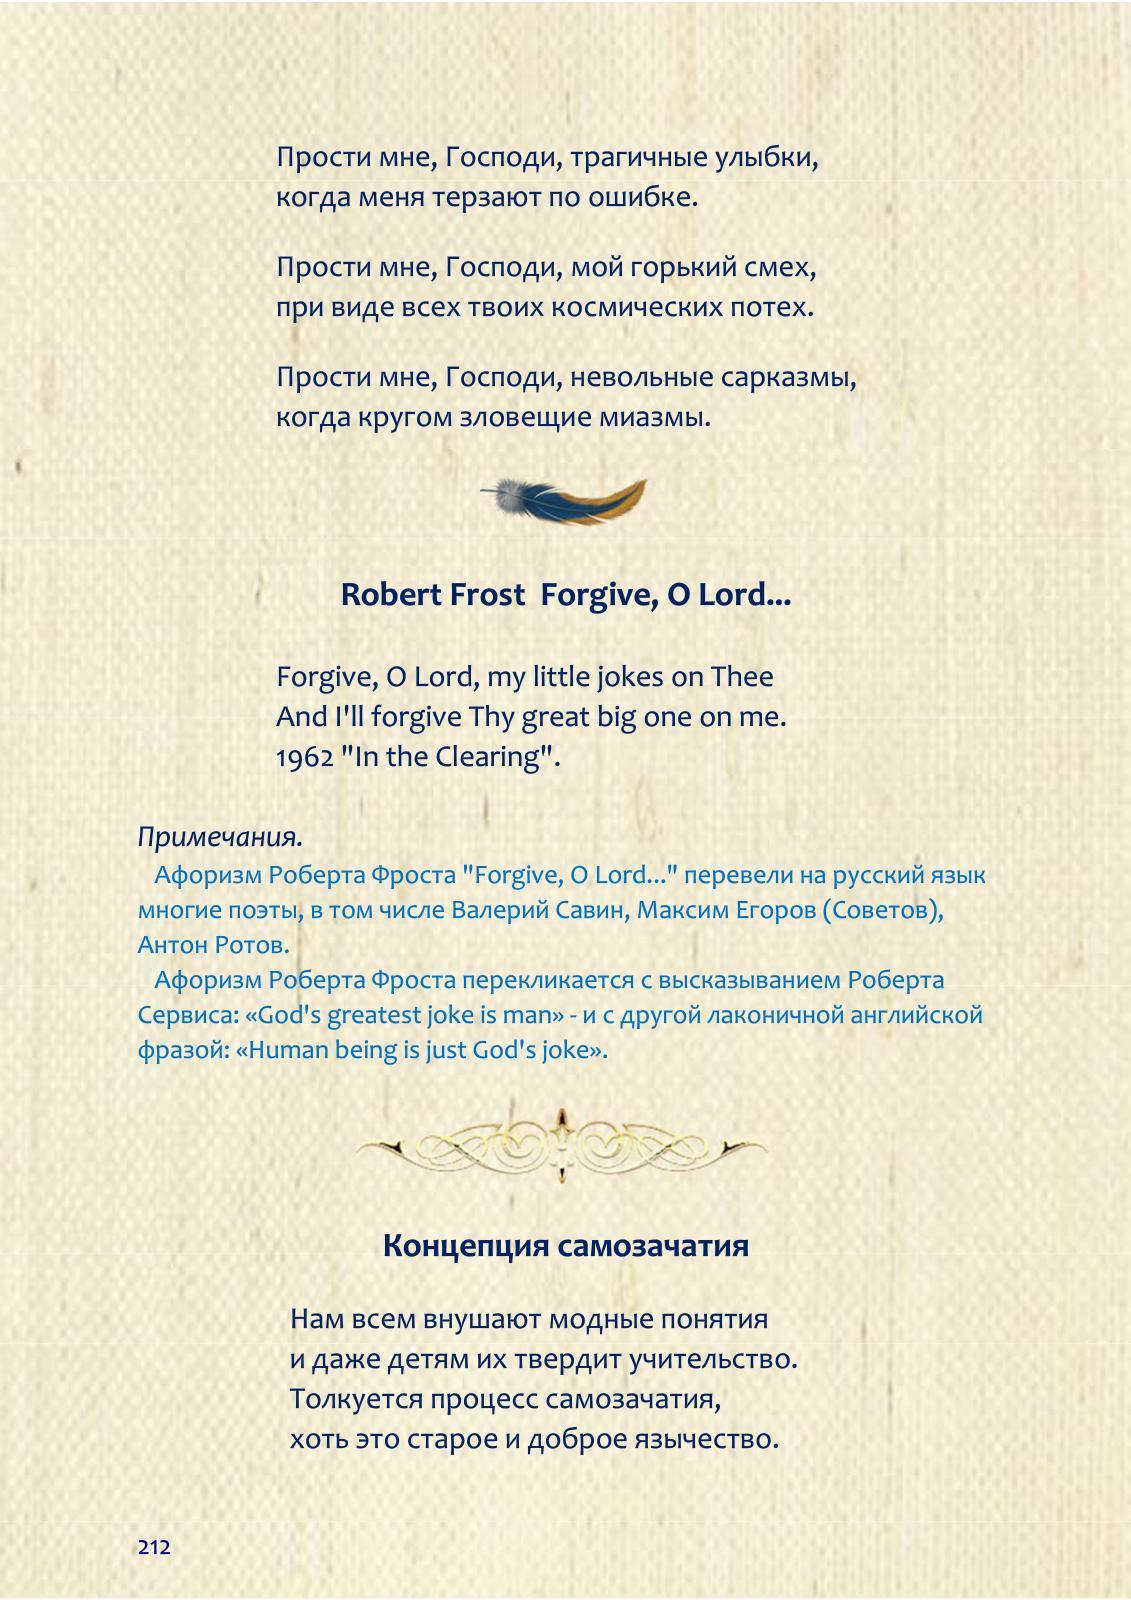 Прости мне, Господи, трагичные улыбки,
когда меня терзают по ошибке.
Прости мне, Господи, мой горький смех,
при виде всех твоих космических потех.
Прости мне, Господи, невольные сарказмы,
когда кругом зловещие миазмы.
Robert Frost  Forgive, O Lord...
Forgive, O Lord, my little jokes on Thee
And I'll forgive Thy great big one on me.
1962 "In the Clearing".
Примечания.
Афоризм Роберта Фроста "Forgive, O Lord..." перевели на русский язык
многие поэты, в том числе Валерий Савин, Максим Егоров (Советов),
Антон Ротов.
Афоризм Роберта Фроста перекликается с высказыванием Роберта
Сервиса: «God's greatest joke is man» - и с другой лаконичной английской
фразой: «Human being is just God's joke».
Концепция самозачатия
Нам всем внушают модные понятия
и даже детям их твердит учительство.
Толкуется процесс самозачатия,
хоть это старое и доброе язычество.
212